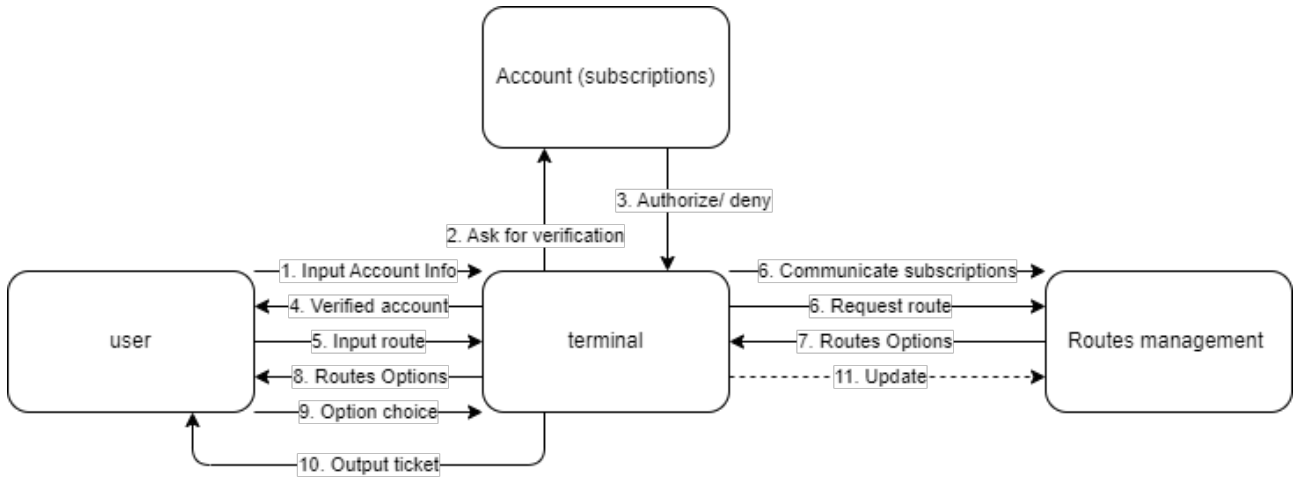 Account (subscriptions)
3. Authorize/ deny
2. Ask for verification
1. Input Account Info
6. Communicate subscriptions
4. Verified account
6. Request route
user
5. Input route
terminal
7. Routes Options
Routes management
8. Routes Options
11. Update
9. Option choice
10. Output ticket